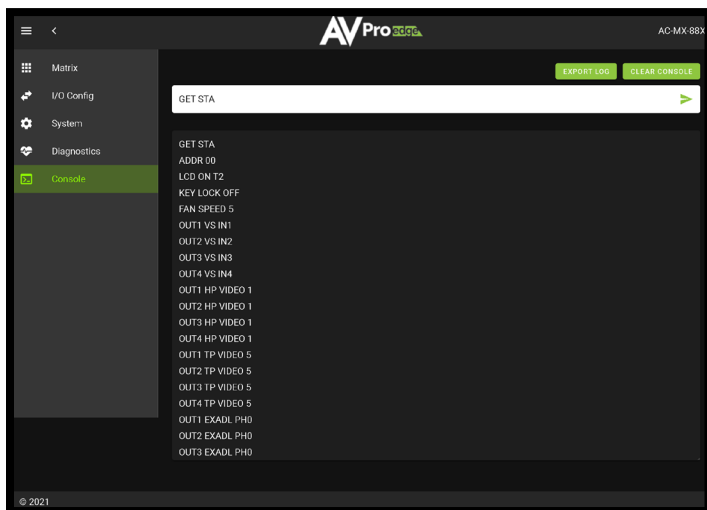 AVPro edge
AC-MX-88X
Matrix
I/O Config
System
Diagnostics
Console
EXPORT LOG
CLEAR CONSOLE
GET STA
GET STA
ADDR 00
LCD ON T2
KEY LOCK OFF
FAN SPEED 5
OUT1 VS IN1
OUT2 VS IN2
OUT3 VS IN3
OUT4 VS IN4
OUT1 HP VIDEO 1
OUT2 HP VIDEO 1
OUT3 HP VIDEO 1
OUT4 HP VIDEO 1
OUT1 TP VIDEO 5
OUT2 TP VIDEO 5
OUT3 TP VIDEO 5
OUT4 TP VIDEO 5
OUT1 EXADL PH0
OUT2 EXADL PH0
OUT3 EXADL PH0
© 2021